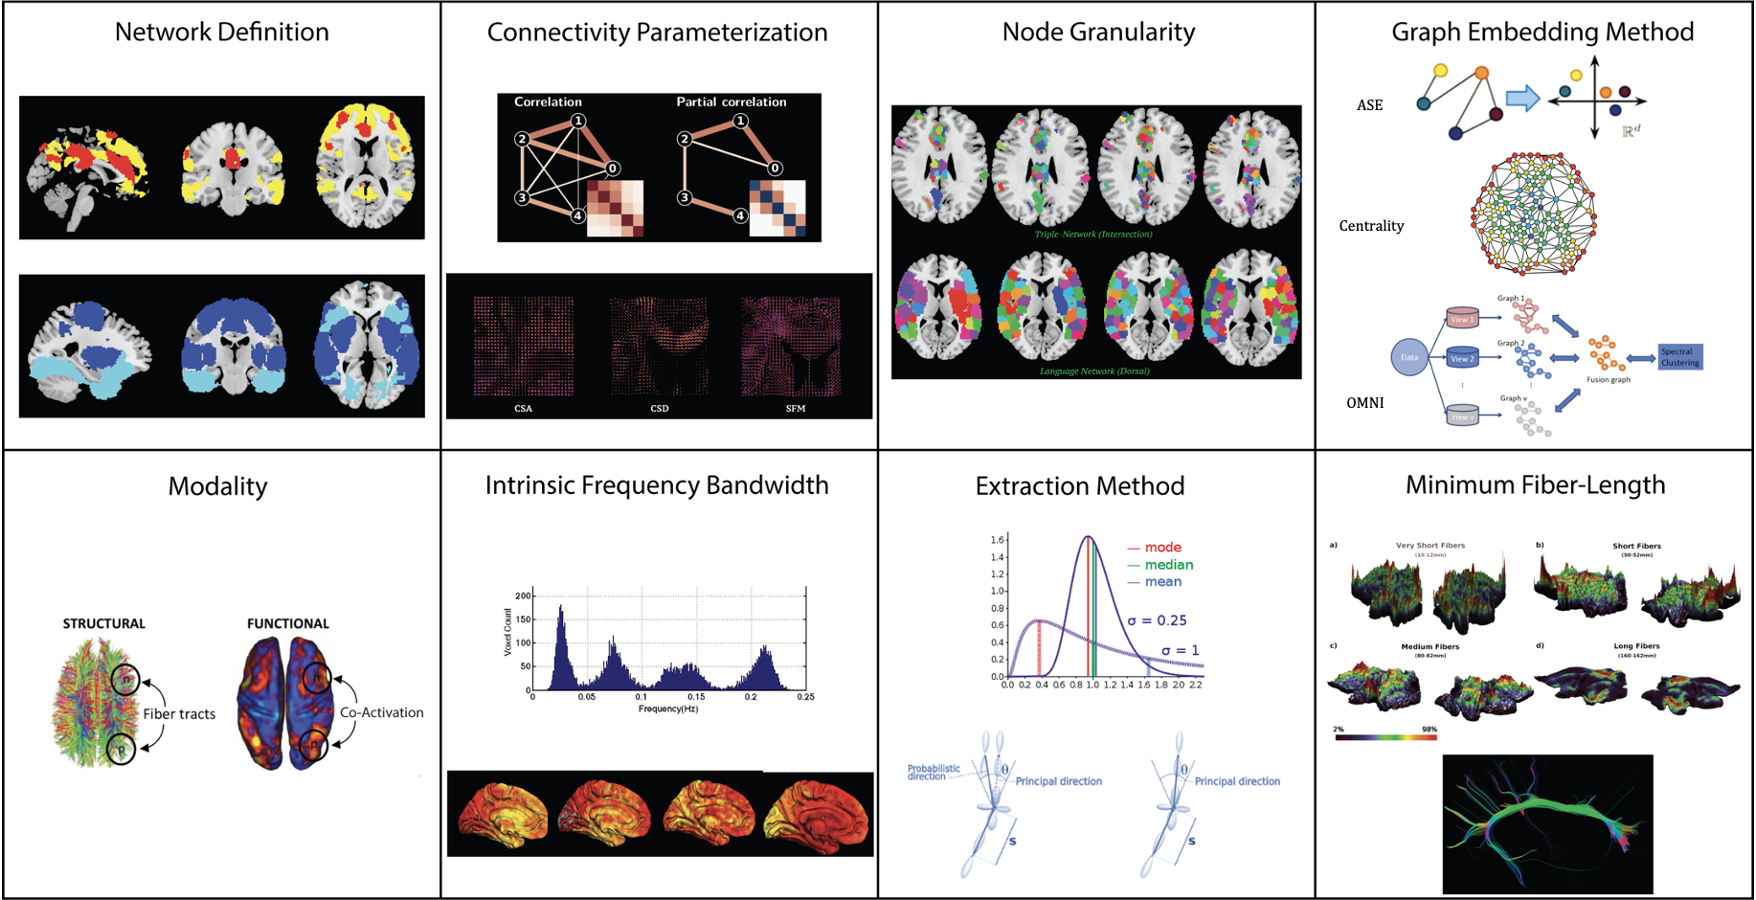 Network Definition
Connectivity Parameterization
Correlation
Partial correlation
1
2
0
3
4
1
2
0
3
4
CSA
CSD
SFM
Node Granularity
Triple-Network (Intersection)
Language Network (Dorsal)
Graph Embedding Method
ASE
ℝᵈ
Centrality
OMNI
Data
View 1
View 2
⋮
View v
Graph 1
Graph 2
⋮
Graph v
Fusion graph
Spectral
Clustering
Modality
STRUCTURAL
FUNCTIONAL
n
p
Fiber tracts
n
Co-Activation
Intrinsic Frequency Bandwidth
Voxel Count
200
150
100
50
0
0
0.05
0.1
0.15
0.2
0.25
Frequency(Hz)
Extraction Method
1.6
1.4
1.2
1.0
0.8
0.6
0.4
0.2
0.0
0.0 0.2 0.4 0.6 0.8 1.0 1.2 1.4 1.6 1.8 2.0 2.2
mode
median
mean
σ = 0.25
σ = 1
Probabilistic
direction
θ
Principal direction
s
θ
Principal direction
s
Minimum Fiber-Length
a)
Very Short Fibers
(10-12mm)
b)
Short Fibers
(50-52mm)
c)
Medium Fibers
(80-82mm)
d)
Long Fibers
(160-162mm)
2%
98%